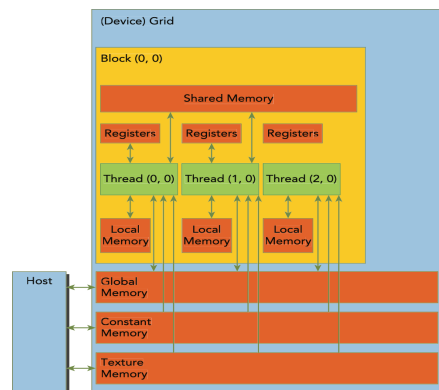 (Device) Grid
Block (0, 0)
Shared Memory
Registers
Registers
Registers
Thread (0, 0)
Thread (1, 0)
Thread (2, 0)
Local
Memory
Local
Memory
Local
Memory
Host
Global
Memory
Constant
Memory
Texture
Memory